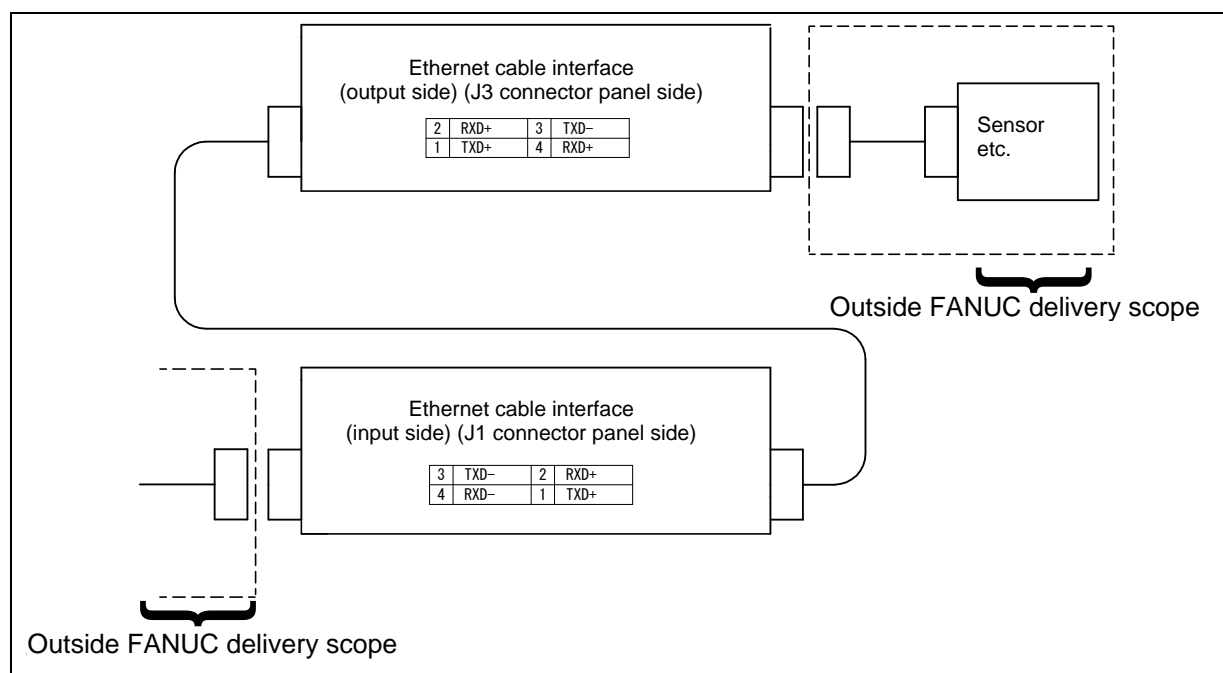 Ethernet cable interface
(output side) (J3 connector panel side)
2 RXD+ 3 TXD-
1 TXD+ 4 RXD+
Sensor
etc.
Outside FANUC delivery scope
Ethernet cable interface
(input side) (J1 connector panel side)
3 TXD- 2 RXD+
4 RXD- 1 TXD+
Outside FANUC delivery scope